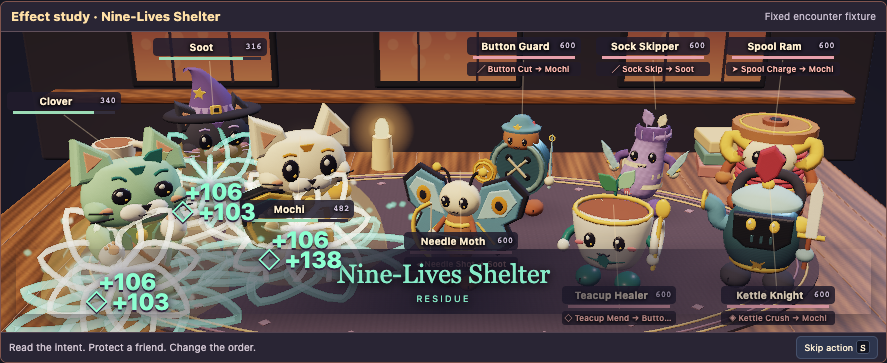 Effect study · Nine-Lives Shelter
Fixed encounter fixture
Soot 316
Button Guard 600
Button Cut → Mochi
Sock Skipper 600
Sock Skip → Soot
Spool Ram 600
Spool Charge → Mochi
Clover 340
+106
+103
Mochi 482
+106
+138
+106
+103
Needle Moth 600
Nine-Lives Shelter
RESIDUE
Teacup Healer 600
Teacup Mend → Butto...
Kettle Knight 600
Kettle Crush → Mochi
Read the intent. Protect a friend. Change the order.
Skip action S